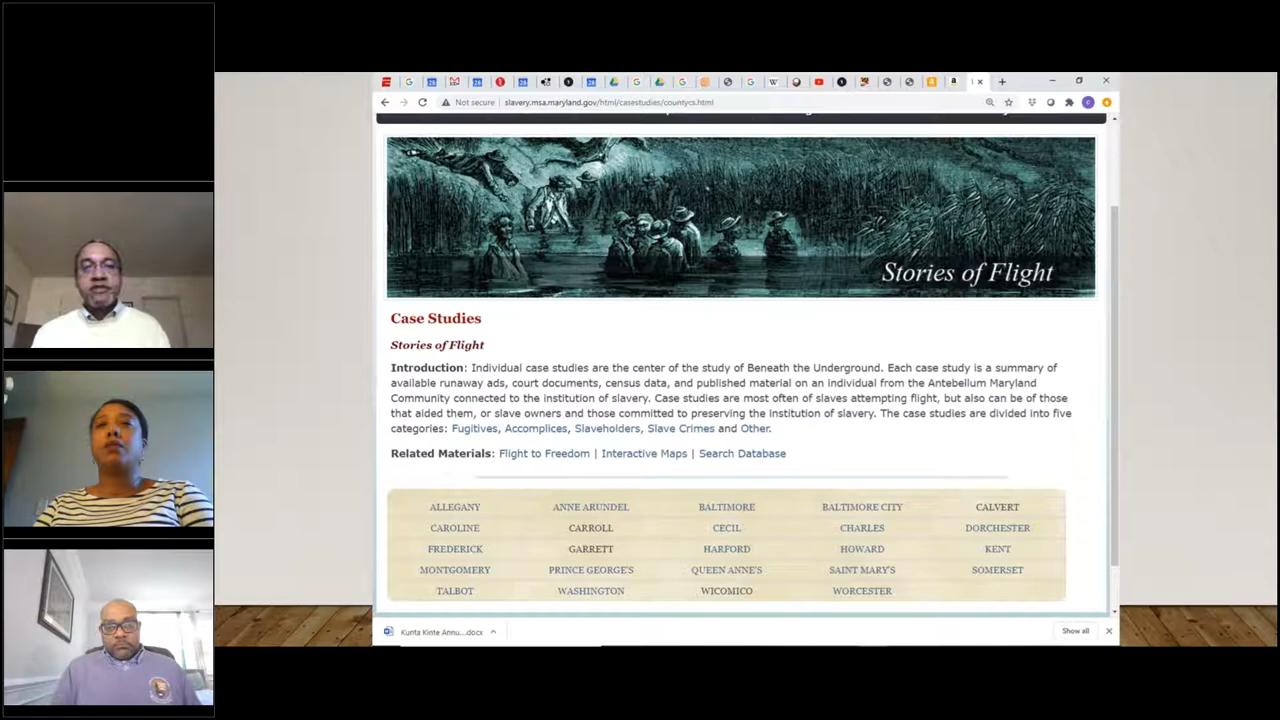 Not secure
slavery.msa.maryland.gov/html/casestudies/countycs.html
Stories of Flight
Case Studies
Stories of Flight
Introduction: Individual case studies are the center of the study of Beneath the Underground. Each case study is a summary of
available runaway ads, court documents, census data, and published material on an individual from the Antebellum Maryland
Community connected to the institution of slavery. Case studies are most often of slaves attempting flight, but also can be of those
that aided them, or slave owners and those committed to preserving the institution of slavery. The case studies are divided into five
categories: Fugitives, Accomplices, Slaveholders, Slave Crimes and Other.
Related Materials: Flight to Freedom | Interactive Maps | Search Database
ALLEGANY ANNE ARUNDEL BALTIMORE BALTIMORE CITY CALVERT
CAROLINE CARROLL CECIL CHARLES DORCHESTER
FREDERICK GARRETT HARFORD HOWARD KENT
MONTGOMERY PRINCE GEORGE'S QUEEN ANNE'S SAINT MARY'S SOMERSET
TALBOT WASHINGTON WICOMICO WORCESTER
Kunta Kinte Annu....docx
Show all